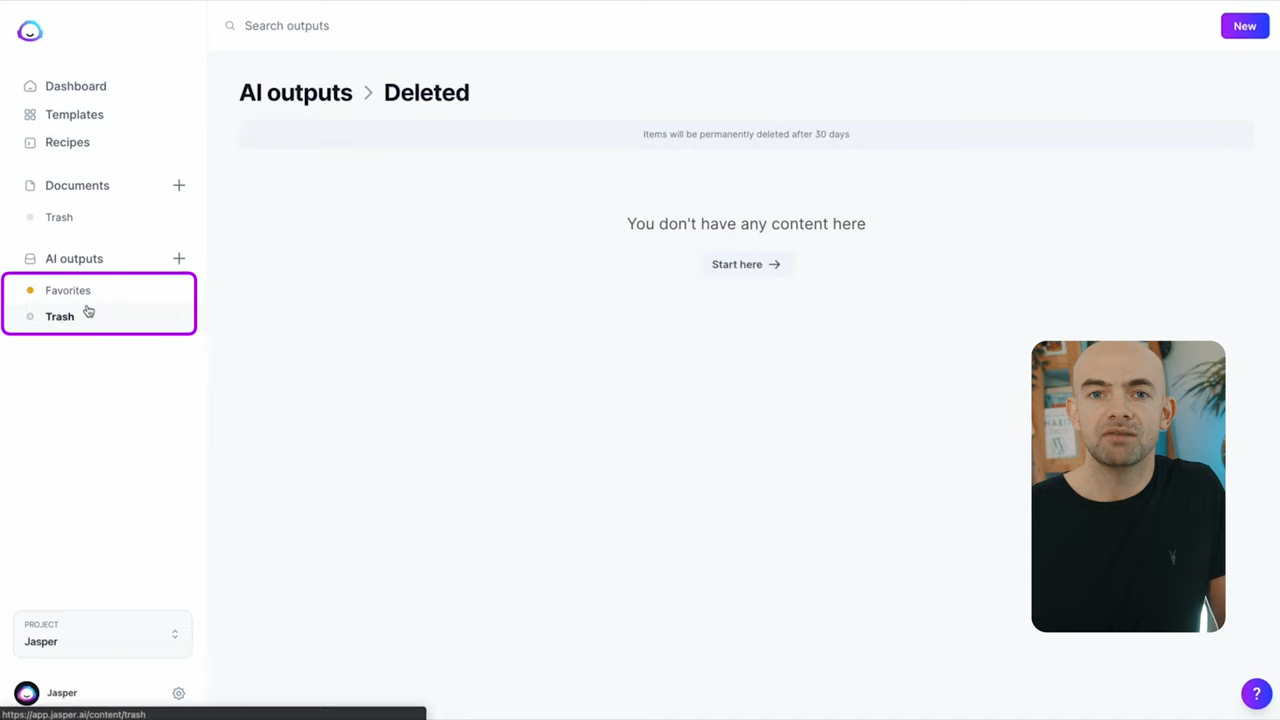 Search outputs
New
Dashboard
Templates
Recipes
Documents
Trash
AI outputs
Favorites
Trash
AI outputs > Deleted
Items will be permanently deleted after 30 days
You don't have any content here
Start here →
HABIT
PROJECT
Jasper
Jasper
?
https://app.jasper.ai/content/trash